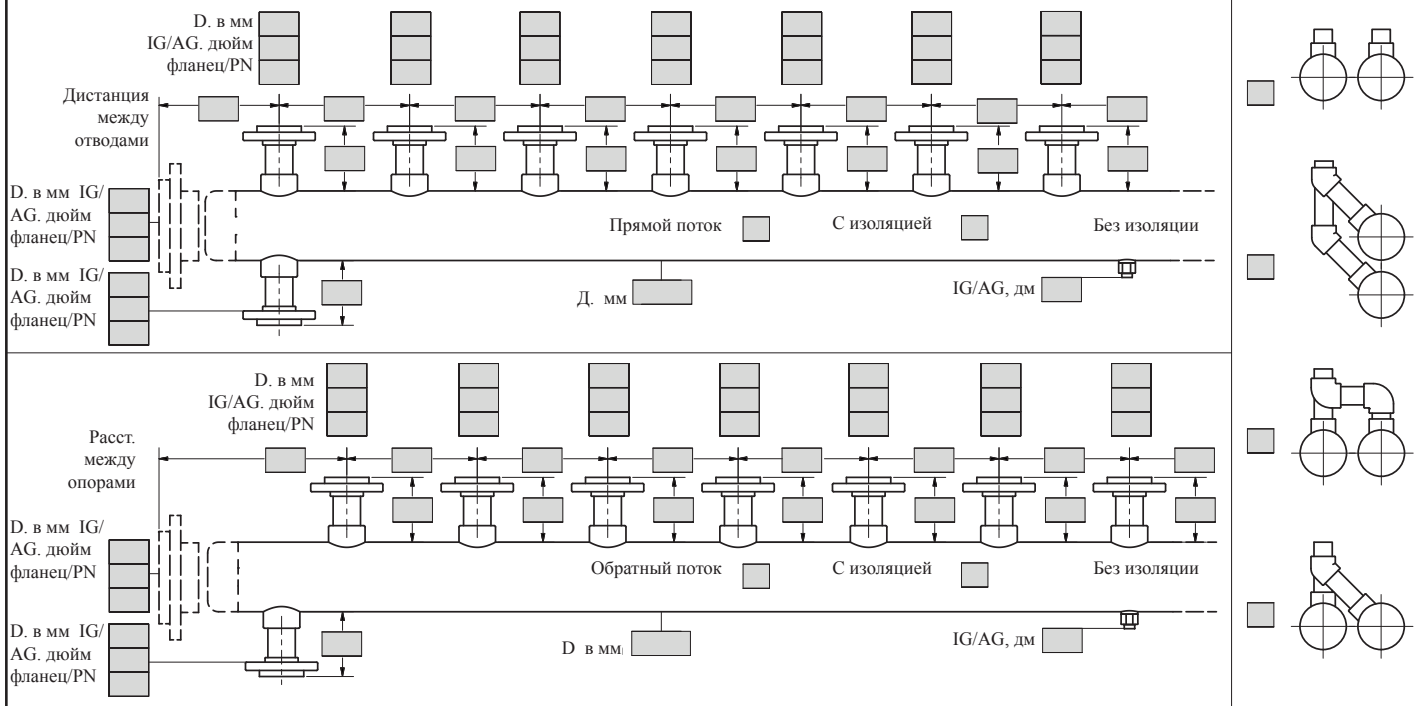 D. в мм
IG/AG. дюйм
фланец/PN
Дистанция
между
отводами
D. в мм IG/
AG. дюйм
фланец/PN
Прямой поток
С изоляцией
Без изоляции
D. в мм IG/
AG. дюйм
фланец/PN
Д. мм
IG/AG, дм
D. в мм
IG/AG. дюйм
фланец/PN
Расст.
между
опорами
D. в мм IG/
AG. дюйм
фланец/PN
Обратный поток
С изоляцией
Без изоляции
D. в мм IG/
AG. дюйм
фланец/PN
D в мм
IG/AG, дм